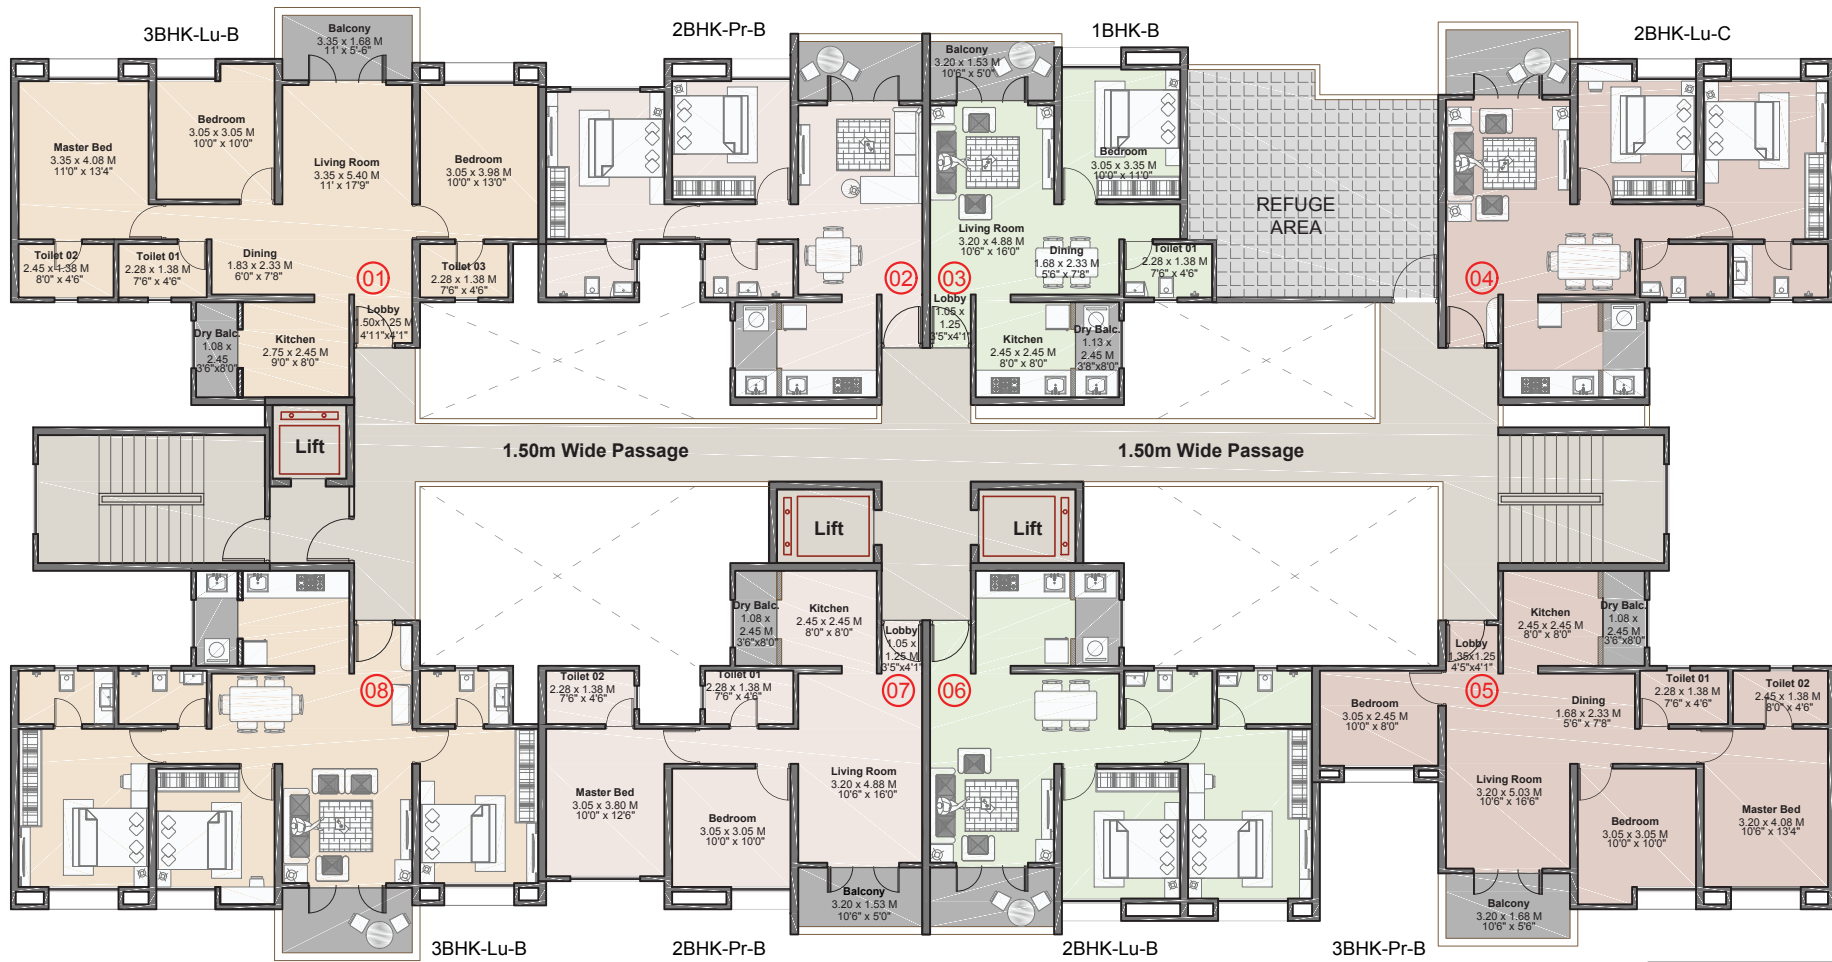 3BHK-Lu-B
2BHK-Pr-B
1BHK-B
2BHK-Lu-C
Balcony
3.35 x 1.68 M
11' x 5'-6"
Master Bed
3.35 x 4.08 M
11'0" x 13'4"
Bedroom
3.05 x 3.05 M
10'0" x 10'0"
Living Room
3.35 x 5.40 M
11' x 17'9"
Bedroom
3.05 x 3.98 M
10'0" x 13'0"
Toilet 02
2.45 x 1.38 M
8'0" x 4'6"
Toilet 01
2.28 x 1.38 M
7'6" x 4'6"
Dining
1.83 x 2.33 M
6'0" x 7'8"
01
Toilet 03
2.28 x 1.38 M
7'6" x 4'6"
Lobby
1.50x1.25 M
4'11"x4'1"
Dry Balc.
1.08 x
2.45
3'6"x8'0"
Kitchen
2.75 x 2.45 M
9'0" x 8'0"
02
Balcony
3.20 x 1.53 M
10'6" x 5'0"
Bedroom
3.05 x 3.35 M
10'0" x 11'0"
Living Room
3.20 x 4.88 M
10'6" x 16'0"
Dining
1.68 x 2.33 M
5'6" x 7'8"
Toilet 01
2.28 x 1.38 M
7'6" x 4'6"
03
Lobby
1.05 x
1.25
3'5"x4'1"
Kitchen
2.45 x 2.45 M
8'0" x 8'0"
Dry Balc.
1.13 x
2.45 M
3'8"x8'0"
REFUGE
AREA
04
Lift
1.50m Wide Passage
1.50m Wide Passage
Lift
Lift
08
Dry Balc.
1.08 x
2.45 M
3'6"x8'0"
Kitchen
2.45 x 2.45 M
8'0" x 8'0"
Lobby
1.05 x
1.25 M
3'5"x4'1"
07
Toilet 02
2.28 x 1.38 M
7'6" x 4'6"
Toilet 01
2.28 x 1.38 M
7'6" x 4'6"
Living Room
3.20 x 4.88 M
10'6" x 16'0"
Master Bed
3.05 x 3.80 M
10'0" x 12'6"
Bedroom
3.05 x 3.05 M
10'0" x 10'0"
Balcony
3.20 x 1.53 M
10'6" x 5'0"
06
Kitchen
2.45 x 2.45 M
8'0" x 8'0"
Dry Balc.
1.08 x
2.45 M
3'6"x8'0"
Lobby
1.35x1.25
4'5"x4'1"
05
Bedroom
3.05 x 2.45 M
10'0" x 8'0"
Dining
1.68 x 2.33 M
5'6" x 7'8"
Toilet 01
2.28 x 1.38 M
7'6" x 4'6"
Toilet 02
2.45 x 1.38 M
8'0" x 4'6"
Living Room
3.20 x 5.03 M
10'6" x 16'6"
Bedroom
3.05 x 3.05 M
10'0" x 10'0"
Master Bed
3.20 x 4.08 M
10'6" x 13'4"
Balcony
3.20 x 1.68 M
10'6" x 5'6"
3BHK-Lu-B
2BHK-Pr-B
2BHK-Lu-B
3BHK-Pr-B